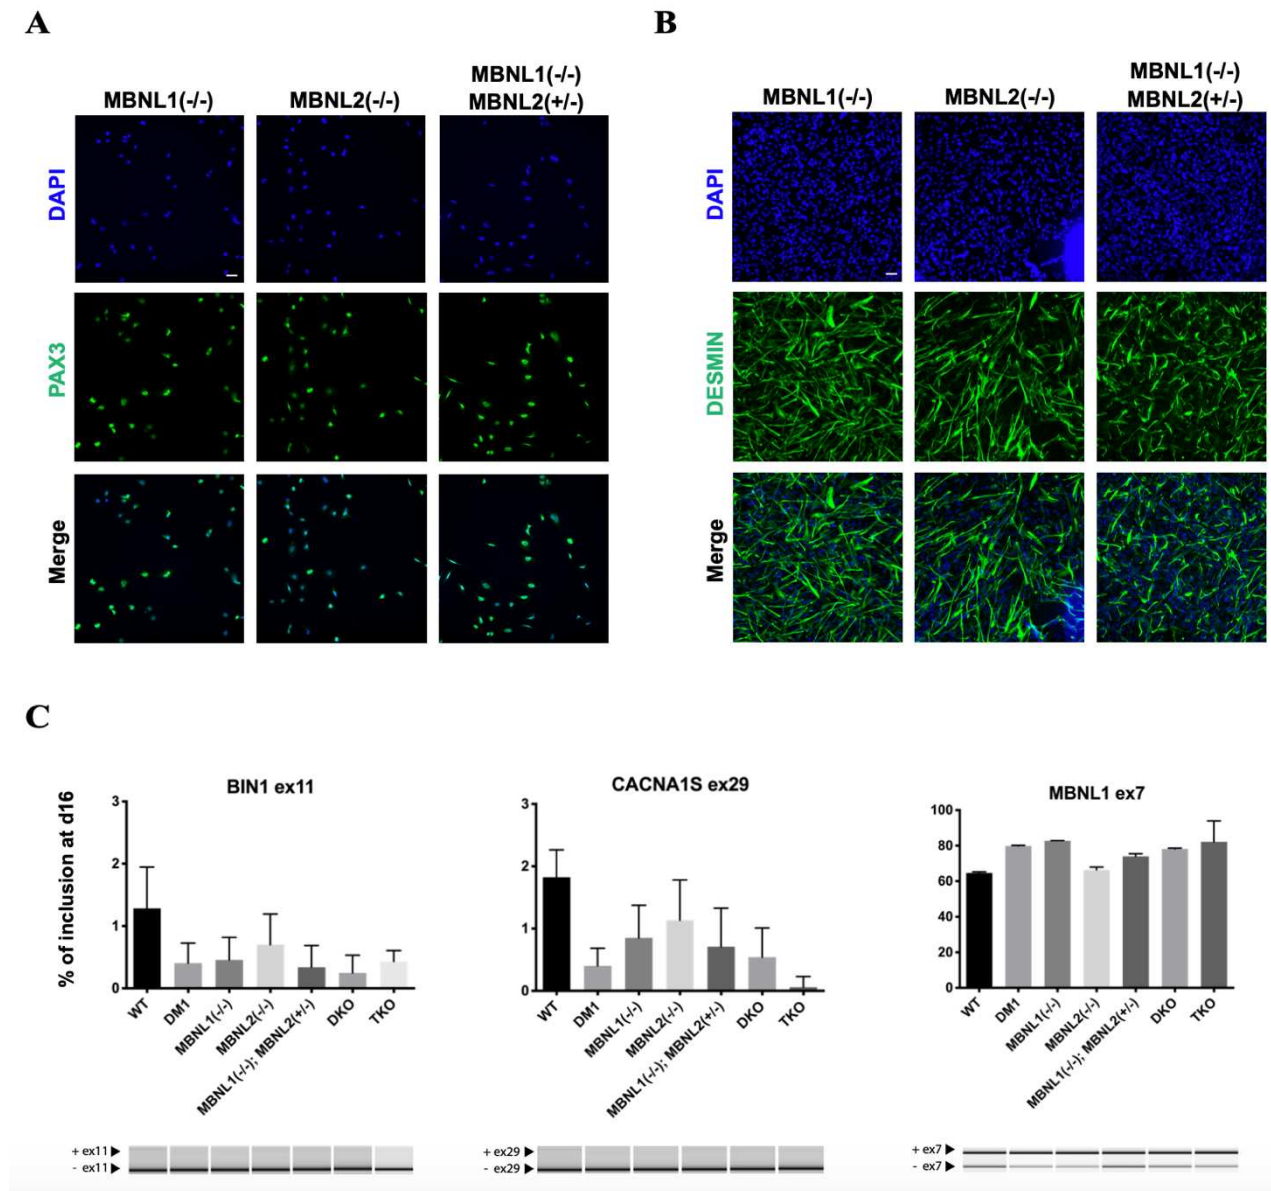 A
MBNL1(-/-)
MBNL2(-/-)
MBNL1(-/-)
MBNL2(+/-)
DAPI
PAX3
Merge
B
MBNL1(-/-)
MBNL2(-/-)
MBNL1(-/-)
MBNL2(+/-)
DAPI
DESMIN
Merge
C
BIN1 ex11
% of inclusion at d16
3
2
1
0
WT
DM1
MBNL1(-/-)
MBNL2(-/-)
MBNL1(-/-); MBNL2(+/-)
DKO
TKO
+ ex11
- ex11
CACNA1S ex29
3
2
1
0
WT
DM1
MBNL1(-/-)
MBNL2(-/-)
MBNL1(-/-); MBNL2(+/-)
DKO
TKO
+ ex29
- ex29
MBNL1 ex7
100
80
60
40
20
0
WT
DM1
MBNL1(-/-)
MBNL2(-/-)
MBNL1(-/-); MBNL2(+/-)
DKO
TKO
+ ex7
- ex7